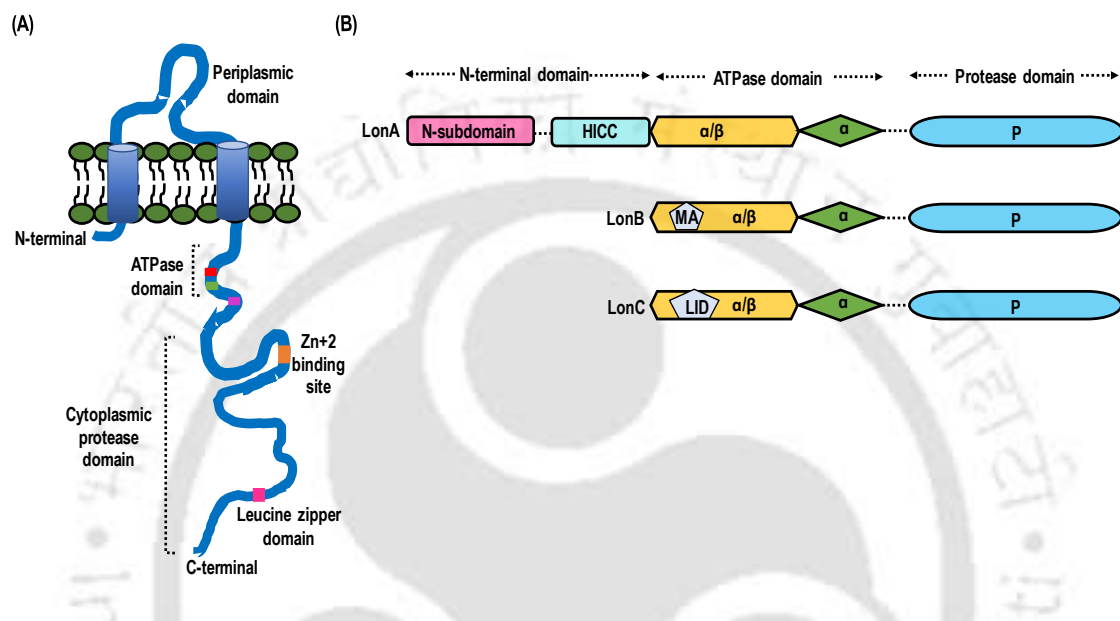 (A)
Periplasmic
domain
N-terminal
ATPase
domain
Zn+2
binding
site
Cytoplasmic
protease
domain
Leucine zipper
domain
C-terminal
(B)
N-terminal domain ATPase domain Protease domain
LonA N-subdomain HICC α/β α P
LonB MA α/β α P
LonC LID α/β α P